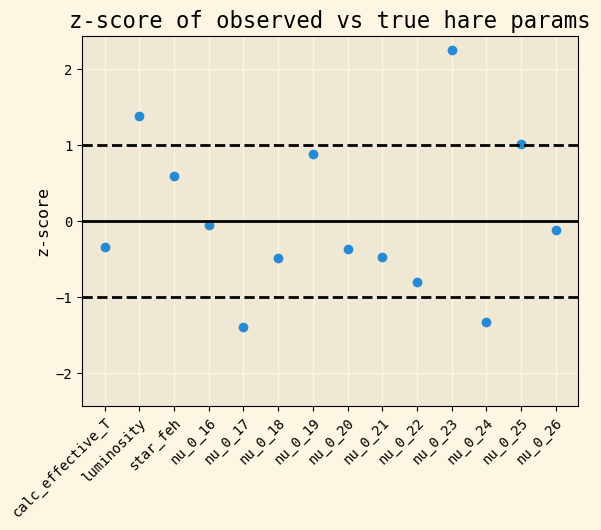 z-score of observed vs true hare params
z-score
2
1
0
−1
−2
calc_effective_T
luminosity
star_feh
nu_0_16
nu_0_17
nu_0_18
nu_0_19
nu_0_20
nu_0_21
nu_0_22
nu_0_23
nu_0_24
nu_0_25
nu_0_26